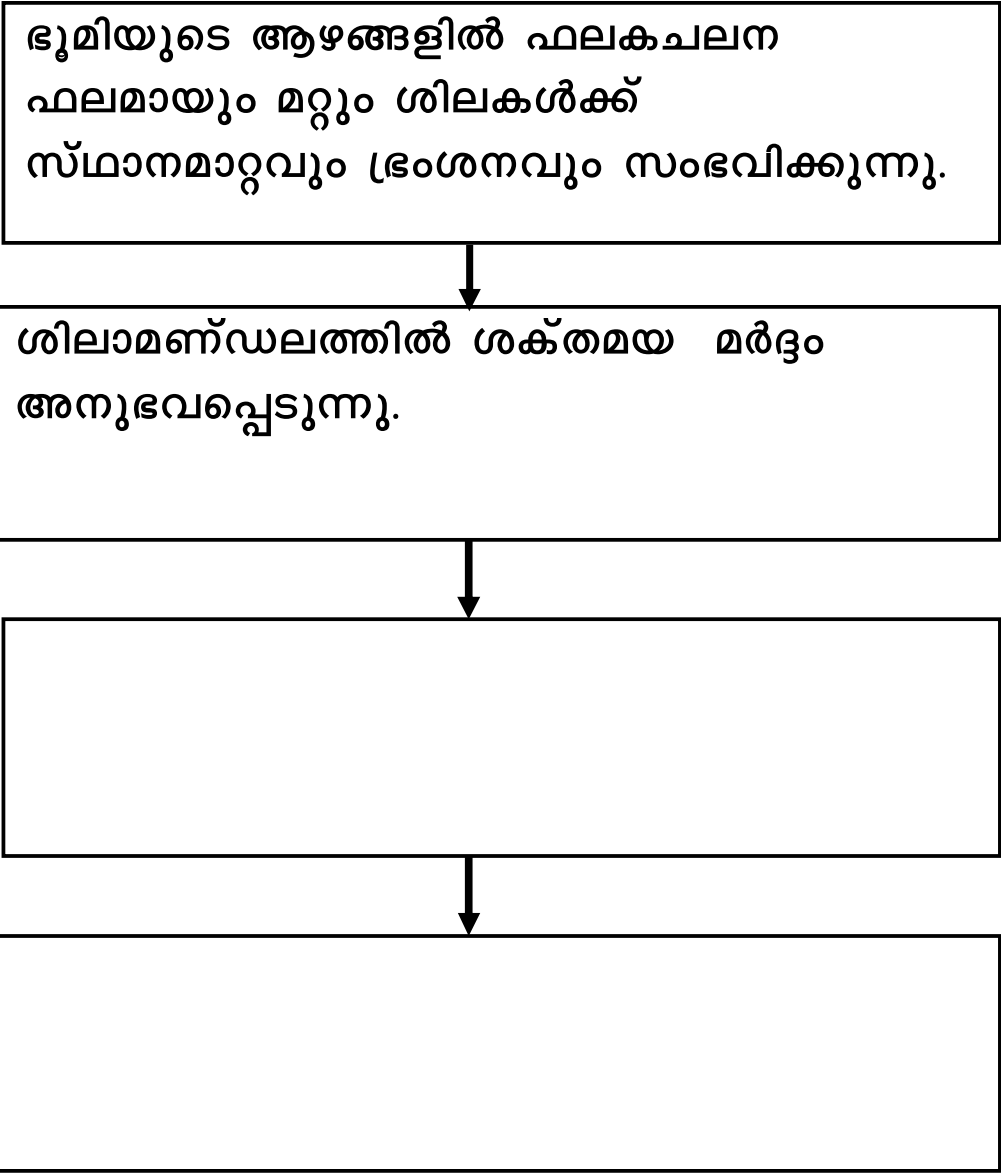 ഭൂമിയുടെ ആഴങ്ങളിൽ ഫലകചലന
ഫലമായും മറ്റും ശിലകൾക്ക്
സ്ഥാനമാറ്റവും ഭ്രംശനവും സംഭവിക്കുന്നു.
ശിലാമണ്ഡലത്തിൽ ശക്തമയ മർദ്ദം
അനുഭവപ്പെടുന്നു.